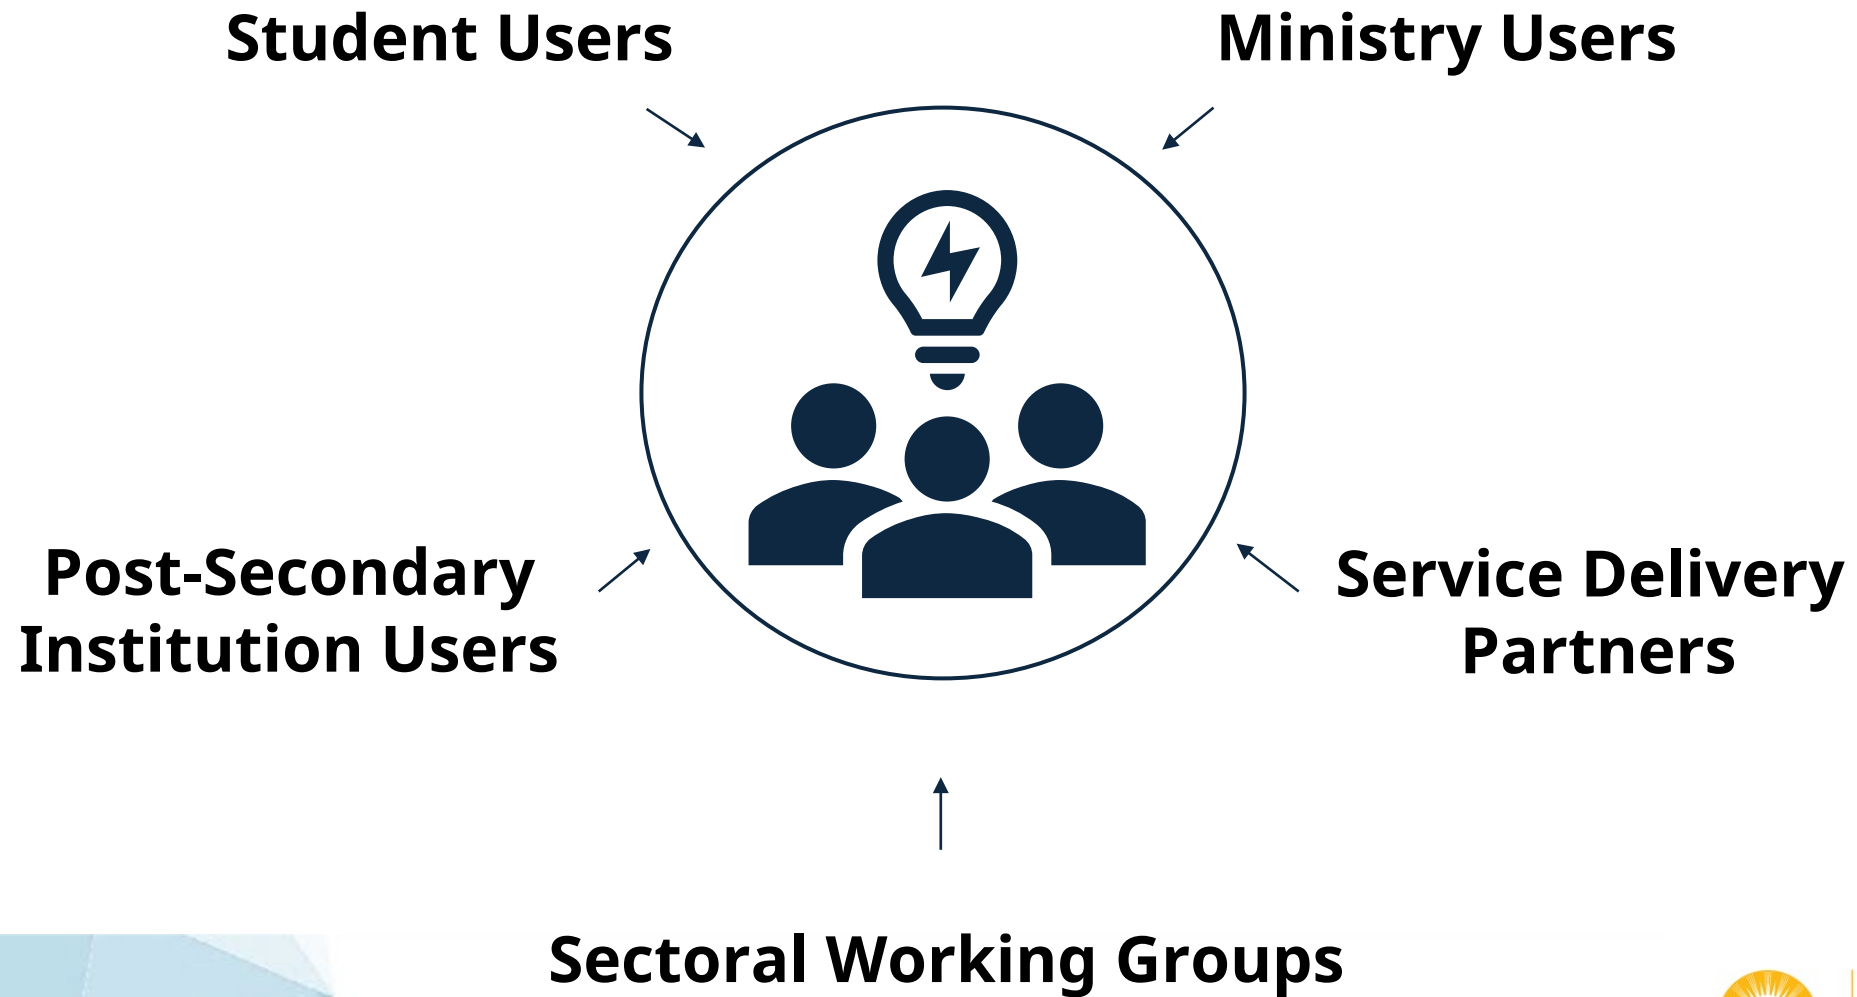 Student Users
Ministry Users
Post-Secondary
Institution Users
Service Delivery
Partners
Sectoral Working Groups